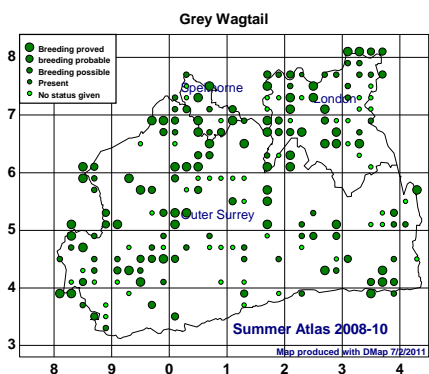 Grey Wagtail
8
7
6
5
4
3
Breeding proved
breeding probable
Breeding possible
Present
No status given
Spelthorne
London
Outer Surrey
Summer Atlas 2008-10
Map produced with DMap 7/2/2011
8 9 0 1 2 3 4